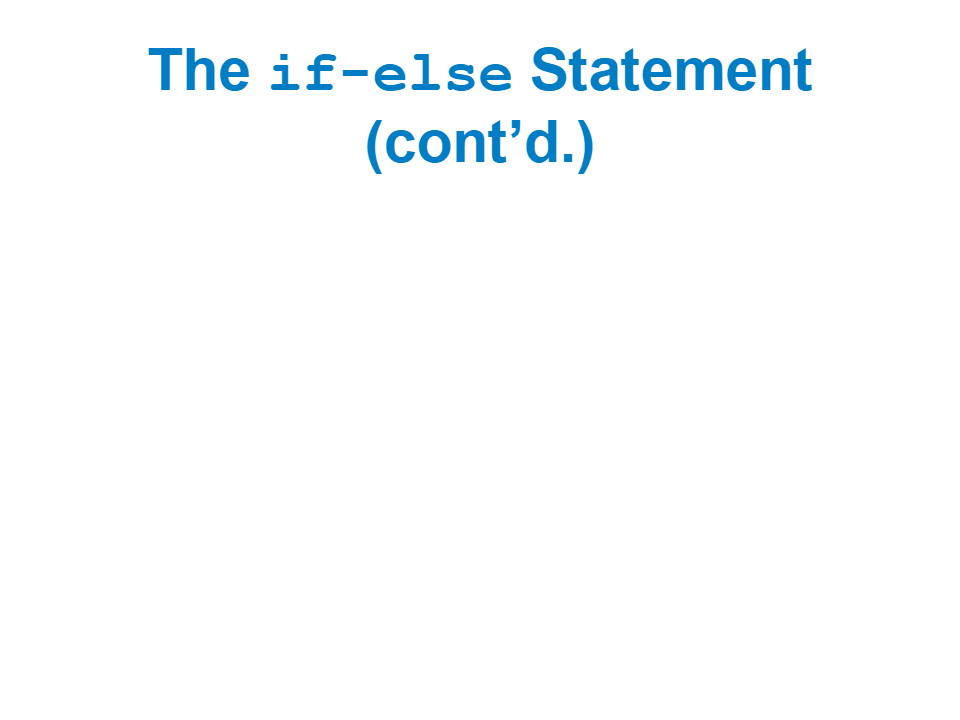 The if-else Statement
(cont’d.)